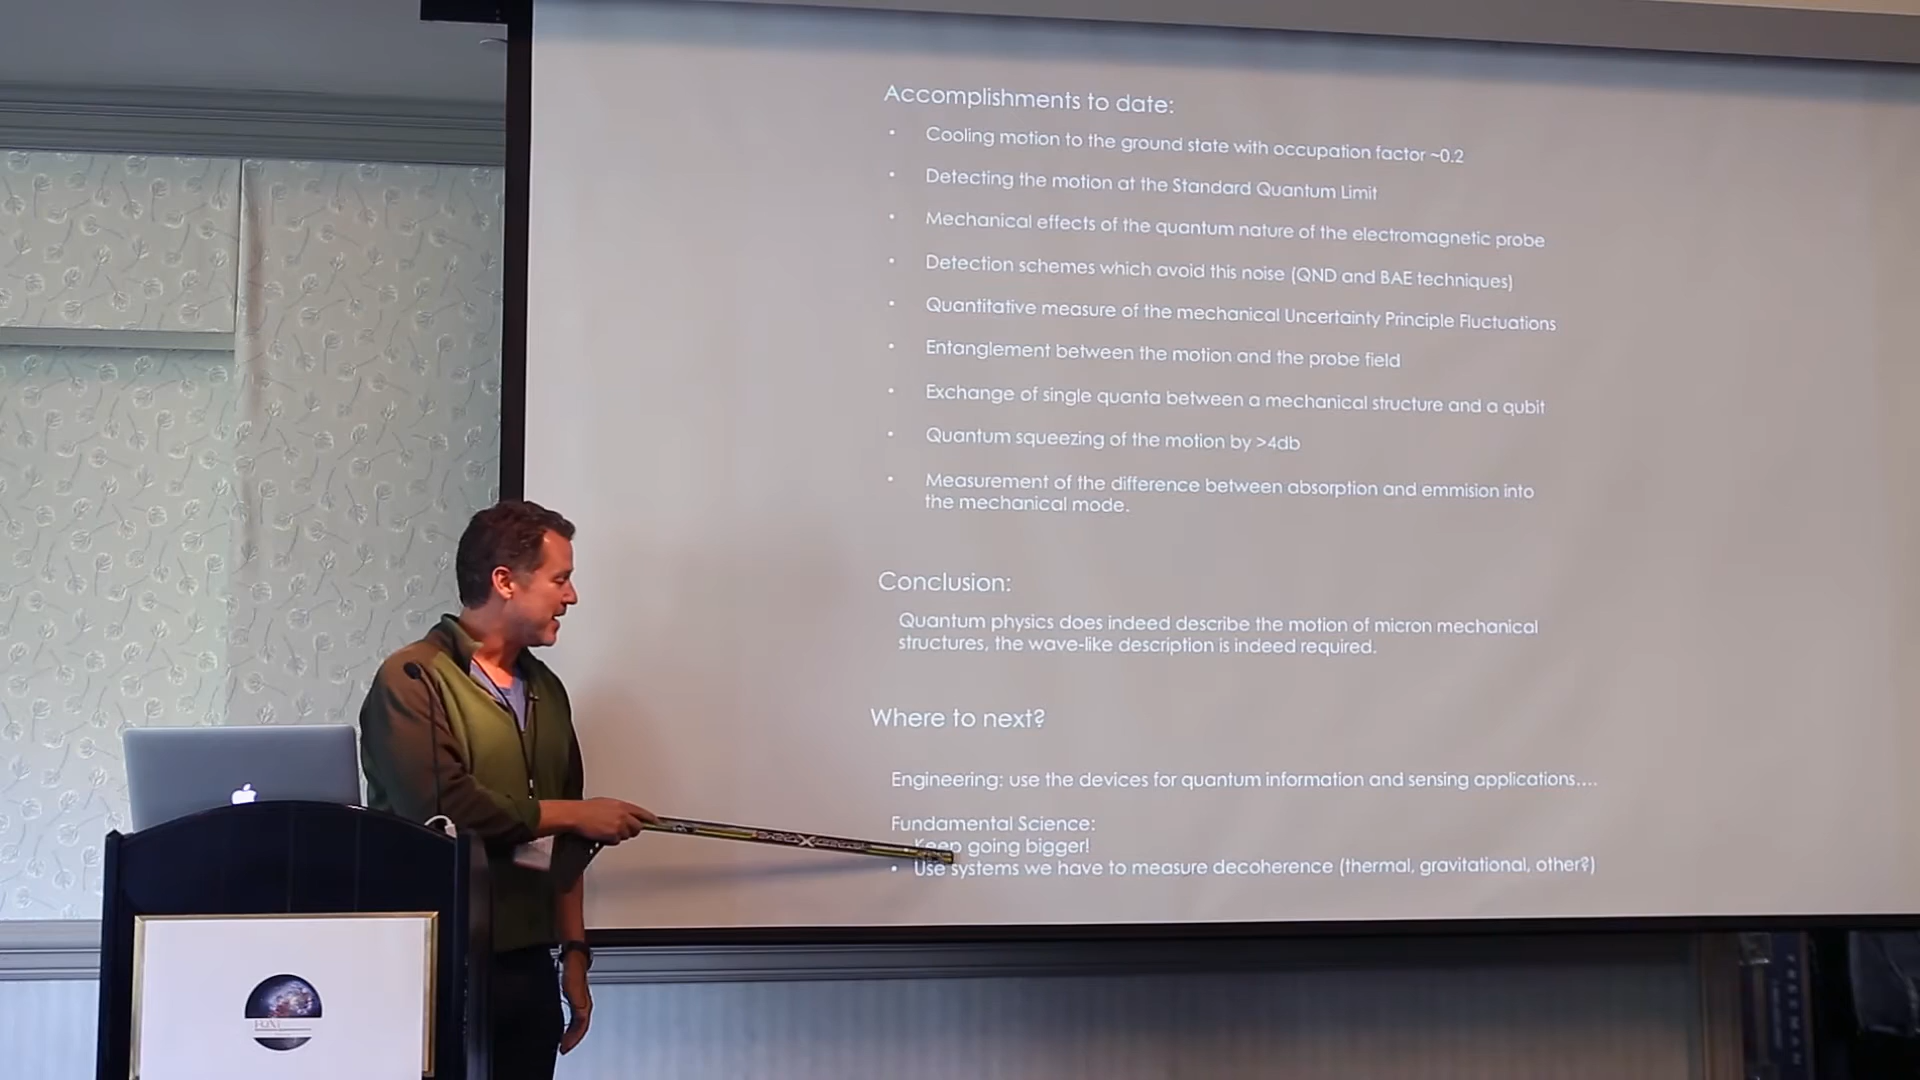 Accomplishments to date:
• Cooling motion to the ground state with occupation factor ~0.2
• Detecting the motion at the Standard Quantum Limit
• Mechanical effects of the quantum nature of the electromagnetic probe
• Detection schemes which avoid this noise (QND and BAE techniques)
• Quantitative measure of the mechanical Uncertainty Principle Fluctuations
• Entanglement between the motion and the probe field
• Exchange of single quanta between a mechanical structure and a qubit
• Quantum squeezing of the motion by >4db
• Measurement of the difference between absorption and emmision into
the mechanical mode.
Conclusion:
Quantum physics does indeed describe the motion of micron mechanical
structures, the wave-like description is indeed required.
Where to next?
Engineering: use the devices for quantum information and sensing applications....
Fundamental Science:
• Keep going bigger!
• Use systems we have to measure decoherence (thermal, gravitational, other?)